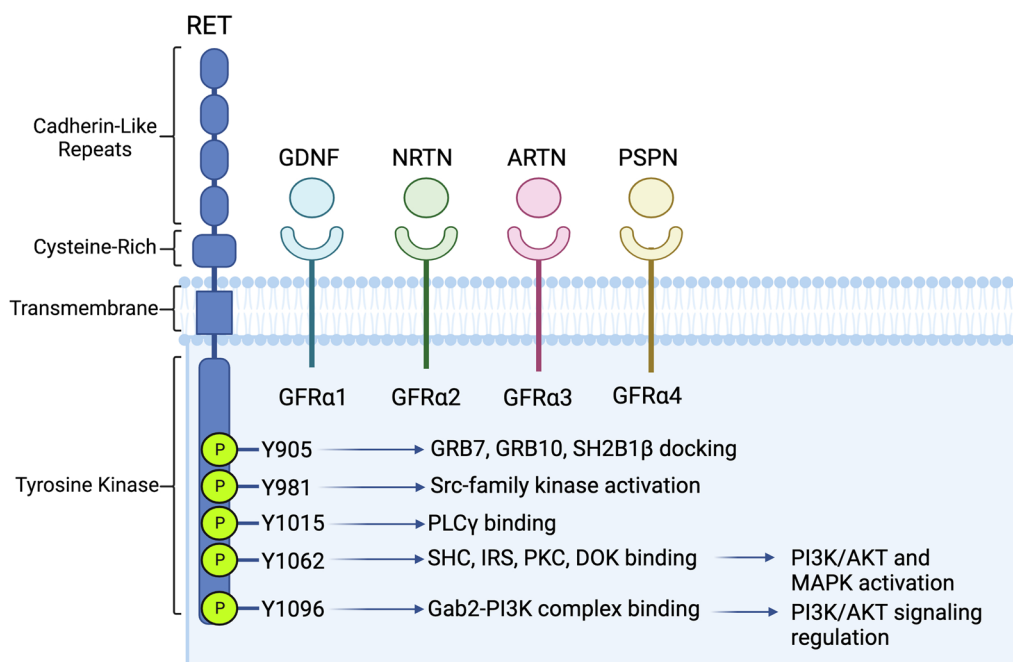 RET
Cadherin-Like
Repeats
Cysteine-Rich
Transmembrane
Tyrosine Kinase
GDNF
NRTN
ARTN
PSPN
GFRα1
GFRα2
GFRα3
GFRα4
P
Y905
GRB7, GRB10, SH2B1β docking
P
Y981
Src-family kinase activation
P
Y1015
PLCγ binding
P
Y1062
SHC, IRS, PKC, DOK binding
PI3K/AKT and
MAPK activation
P
Y1096
Gab2-PI3K complex binding
PI3K/AKT signaling
regulation